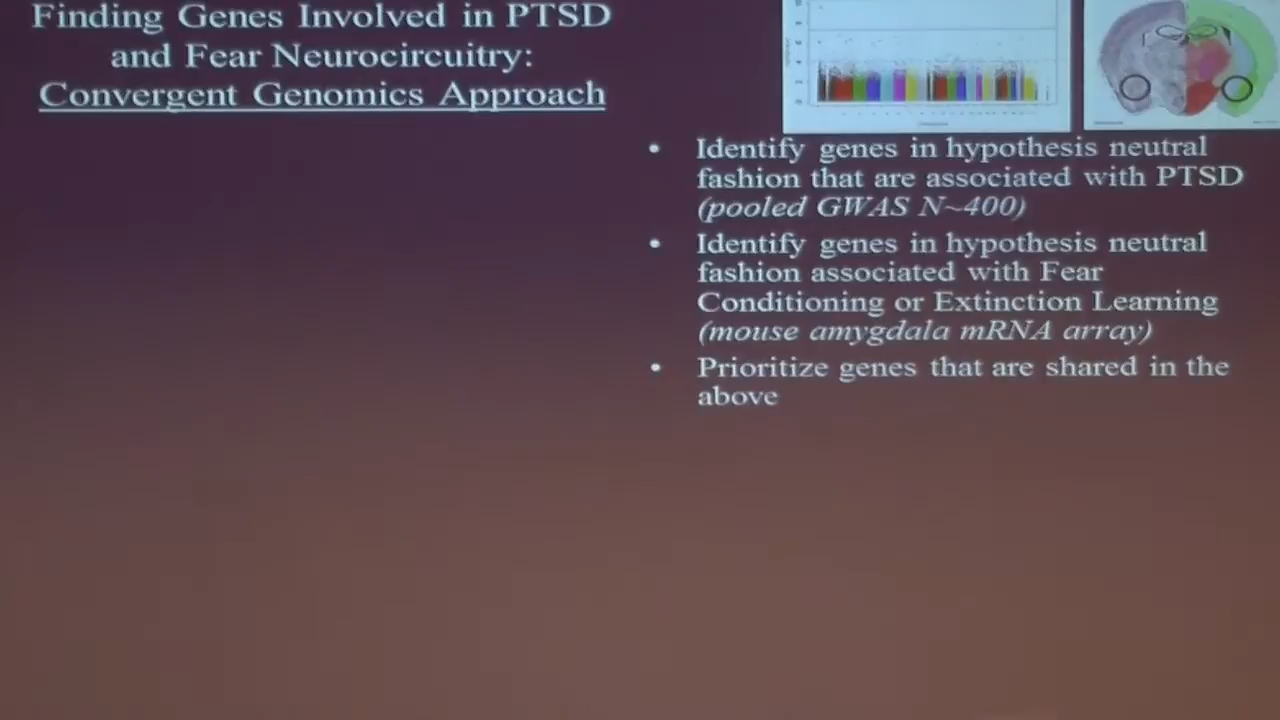 Finding Genes Involved in PTSD
and Fear Neurocircuitry:
Convergent Genomics Approach
• Identify genes in hypothesis neutral
fashion that are associated with PTSD
(pooled GWAS N~400)
• Identify genes in hypothesis neutral
fashion associated with Fear
Conditioning or Extinction Learning
(mouse amygdala mRNA array)
• Prioritize genes that are shared in the
above